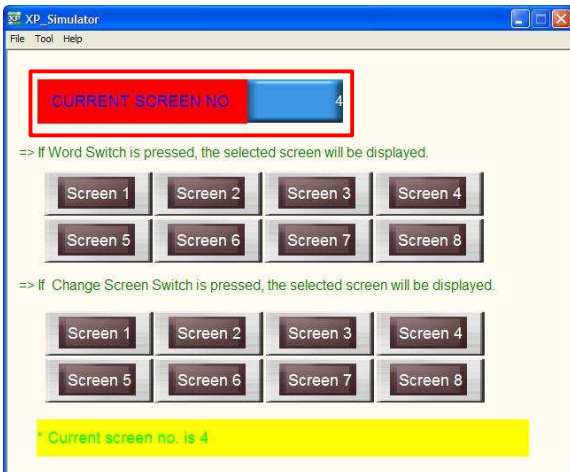 XP_Simulator
File Tool Help
CURRENT SCREEN NO 4
=> If Word Switch is pressed, the selected screen will be displayed.
Screen 1 Screen 2 Screen 3 Screen 4
Screen 5 Screen 6 Screen 7 Screen 8
=> If Change Screen Switch is pressed, the selected screen will be displayed.
Screen 1 Screen 2 Screen 3 Screen 4
Screen 5 Screen 6 Screen 7 Screen 8
* Current screen no. is 4